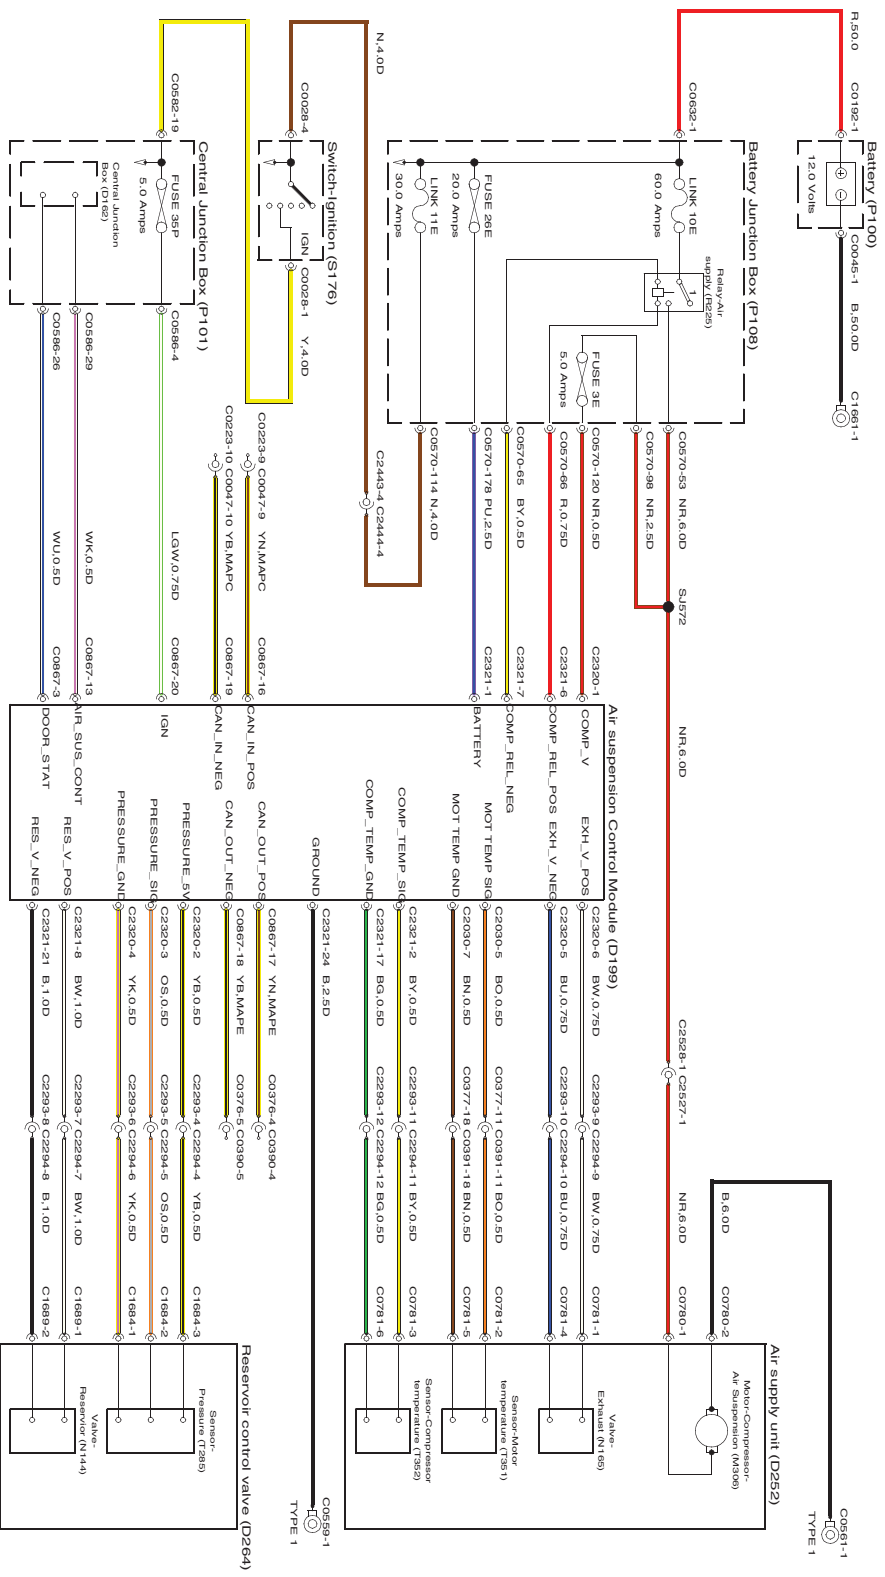 Battery (P100)
12.0 Volts
C0192-1
R,50.0
C0045-1
B,50.0D
C1661-1
Battery Junction Box (P108)
C0632-1
LINK 10E
60.0 Amps
FUSE 26E
20.0 Amps
LINK 11E
30.0 Amps
Relay-Air
supply (R225)
1
FUSE 3E
5.0 Amps
C0570-53 NR,6.0D
C0570-98 NR,2.5D
C0570-120 NR,0.5D
C0570-66 R,0.75D
C0570-65 BY,0.5D
C0570-178 PU,2.5D
C0570-114 N,4.0D
SJ572
NR,6.0D
C2528-1 C2527-1
NR,6.0D
C0780-1
Switch-Ignition (S176)
N,4.0D
C0028-4
IGN
C0028-1
Y,4.0D
C2443-4 C2444-4
Central Junction Box (P101)
C0582-19
FUSE 35P
5.0 Amps
Central Junction
Box (D162)
C0586-4
C0586-29
C0586-26
LGW,0.75D
WK,0.5D
WU,0.5D
C0223-9 C0047-9 YN,MAPC
C0223-10 C0047-10 YB,MAPC
C2320-1
C2321-6
C2321-7
C2321-1
C0867-16
C0867-19
C0867-20
C0867-13
C0867-3
Air suspension Control Module (D199)
COMP_V
COMP_REL_POS
COMP_REL_NEG
BATTERY
CAN_IN_POS
CAN_IN_NEG
IGN
AIR_SUS_CONT
DOOR_STAT
EXH_V_POS
EXH_V_NEG
MOT TEMP SIG
MOT TEMP GND
COMP_TEMP_SIG
COMP_TEMP_GND
GROUND
CAN_OUT_POS
CAN_OUT_NEG
PRESSURE_5V
PRESSURE_SIG
PRESSURE_GND
RES_V_POS
RES_V_NEG
C2320-6 BW,0.75D C2293-9 C2294-9 BW,0.75D C0781-1
C2320-5 BU,0.75D C2293-10 C2294-10 BU,0.75D C0781-4
C2030-5 BO,0.5D C0377-11 C0391-11 BO,0.5D C0781-2
C2030-7 BN,0.5D C0377-18 C0391-18 BN,0.5D C0781-5
C2321-2 BY,0.5D C2293-11 C2294-11 BY,0.5D C0781-3
C2321-17 BG,0.5D C2293-12 C2294-12 BG,0.5D C0781-6
C2321-24 B,2.5D
C0867-17 YN,MAPE C0376-4 C0390-4
C0867-18 YB,MAPE C0376-5 C0390-5
C2320-2 YB,0.5D C2293-4 C2294-4 YB,0.5D C1684-3
C2320-3 OS,0.5D C2293-5 C2294-5 OS,0.5D C1684-2
C2320-4 YK,0.5D C2293-6 C2294-6 YK,0.5D C1684-1
C2321-8 BW,1.0D C2293-7 C2294-7 BW,1.0D C1689-1
C2321-21 B,1.0D C2293-8 C2294-8 B,1.0D C1689-2
B,6.0D
C0780-2
Air supply unit (D252)
Motor-Compressor-
Air Suspension (M306)
Valve-
Exhaust (N165)
Sensor-Motor
temperature (T351)
Sensor-Compressor
temperature (T352)
C0561-1
TYPE 1
C0559-1
TYPE 1
Reservoir control valve (D264)
Sensor-
Pressure (T285)
Valve-
Reservior (N144)